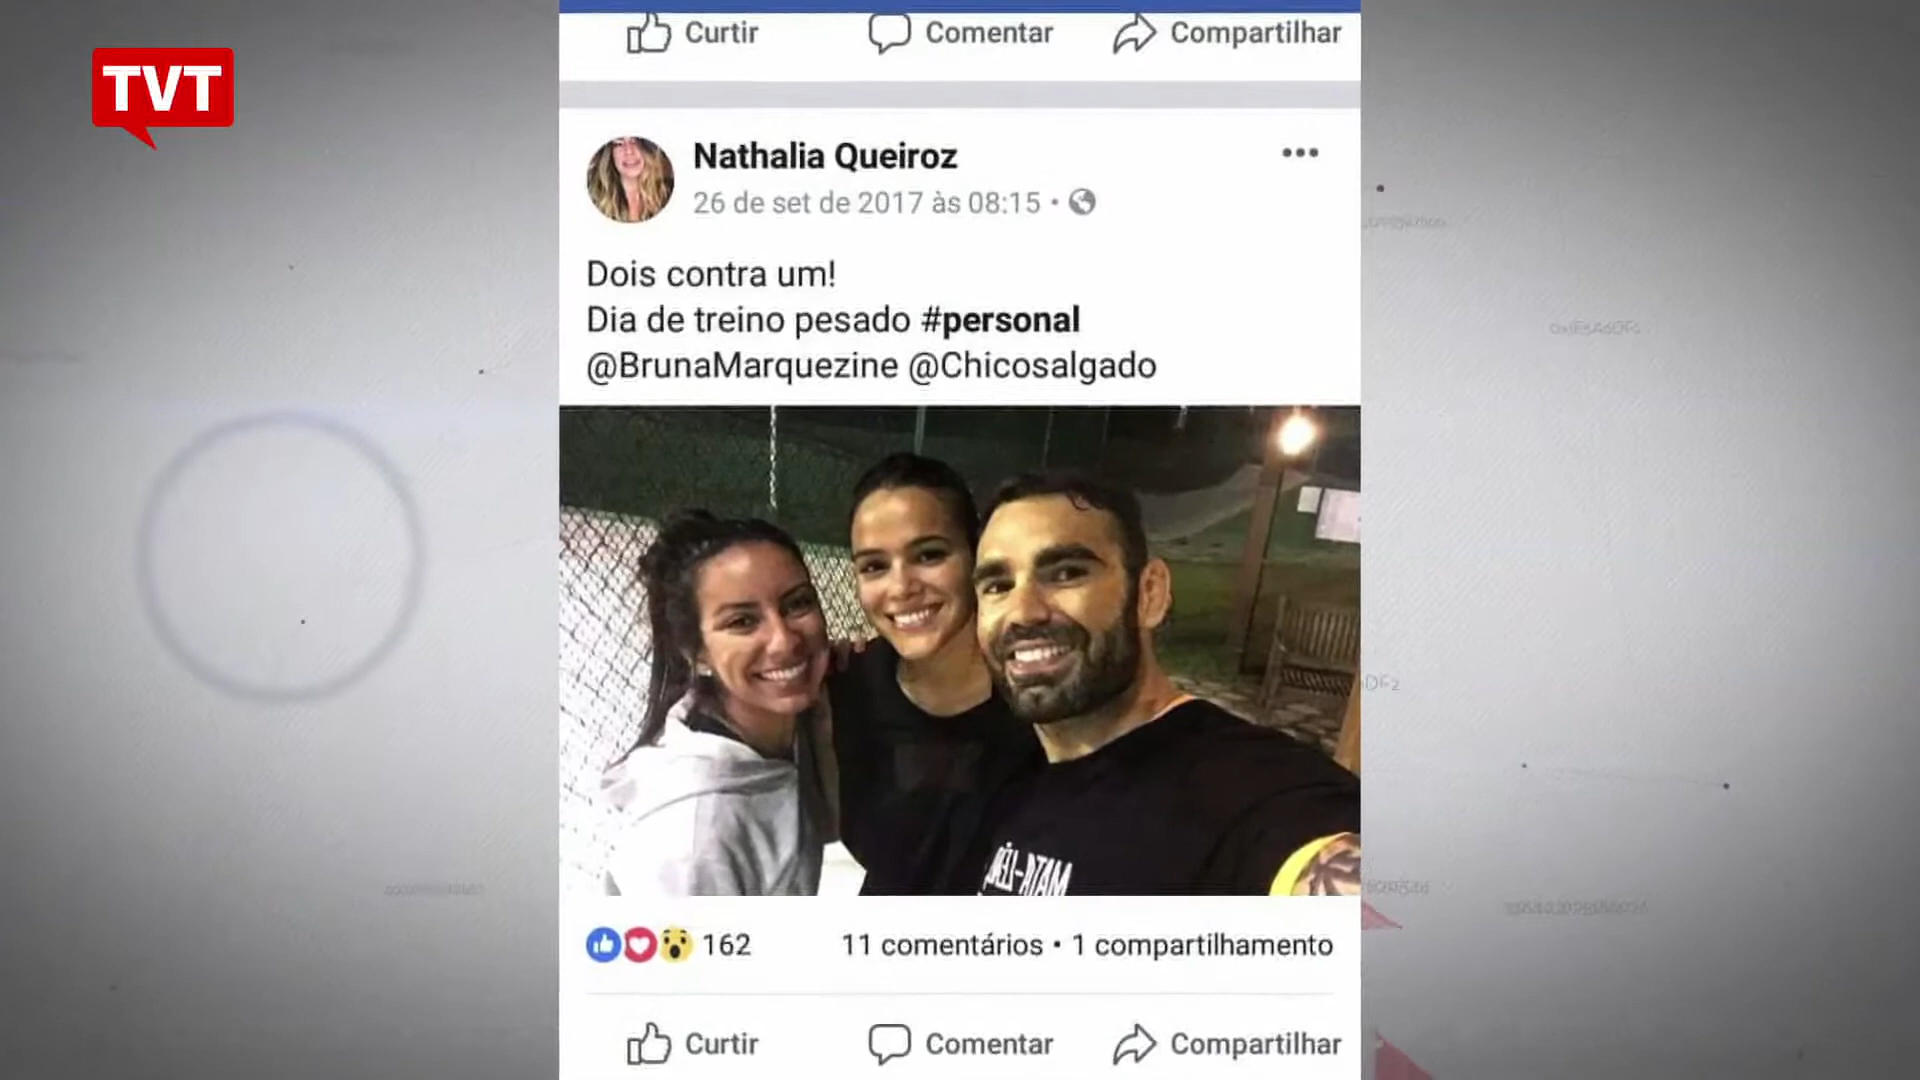 TVT
Curtir Comentar Compartilhar
Nathalia Queiroz
26 de set de 2017 às 08:15
Dois contra um!
Dia de treino pesado #personal
@BrunaMarquezine @Chicosalgado
162 11 comentários • 1 compartilhamento
Curtir Comentar Compartilhar